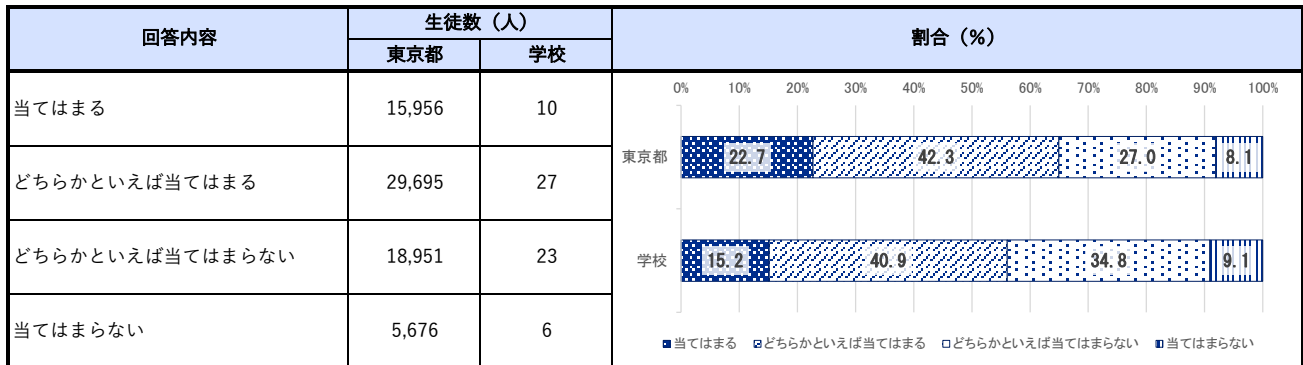 回答内容 生徒数（人） 割合（%）
東京都 学校
当てはまる 15,956 10
どちらかといえば当てはまる 29,695 27
どちらかといえば当てはまらない 18,951 23
当てはまらない 5,676 6
0% 10% 20% 30% 40% 50% 60% 70% 80% 90% 100%
東京都 22.7 42.3 27.0 8.1
学校 15.2 40.9 34.8 9.1
当てはまる どちらかといえば当てはまる どちらかといえば当てはまらない 当てはまらない